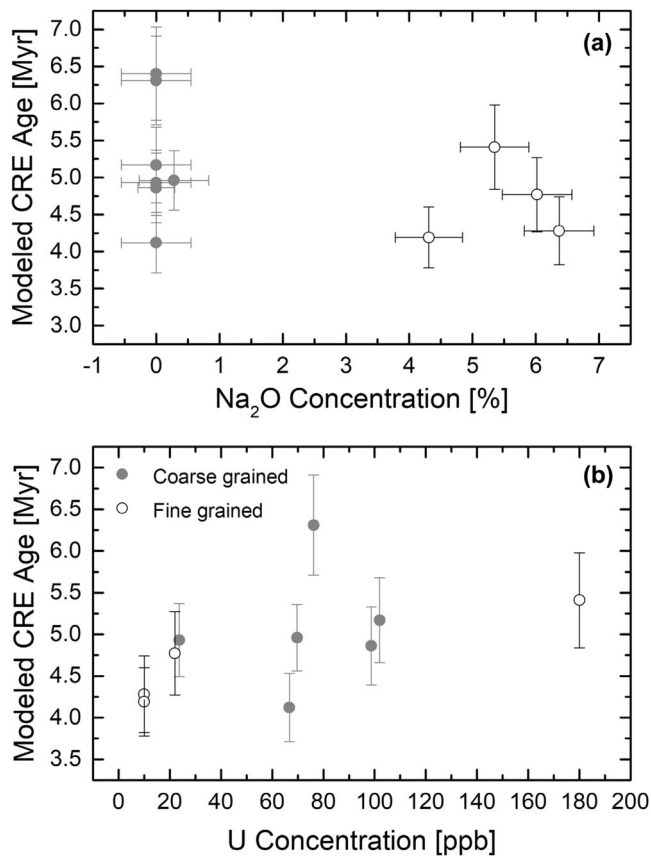 (a)
Modeled CRE Age [Myr]
7.0
6.5
6.0
5.5
5.0
4.5
4.0
3.5
3.0
-1 0 1 2 3 4 5 6 7
Na₂O Concentration [%]
(b)
Coarse grained
Fine grained
Modeled CRE Age [Myr]
7.0
6.5
6.0
5.5
5.0
4.5
4.0
3.5
0 20 40 60 80 100 120 140 160 180 200
U Concentration [ppb]